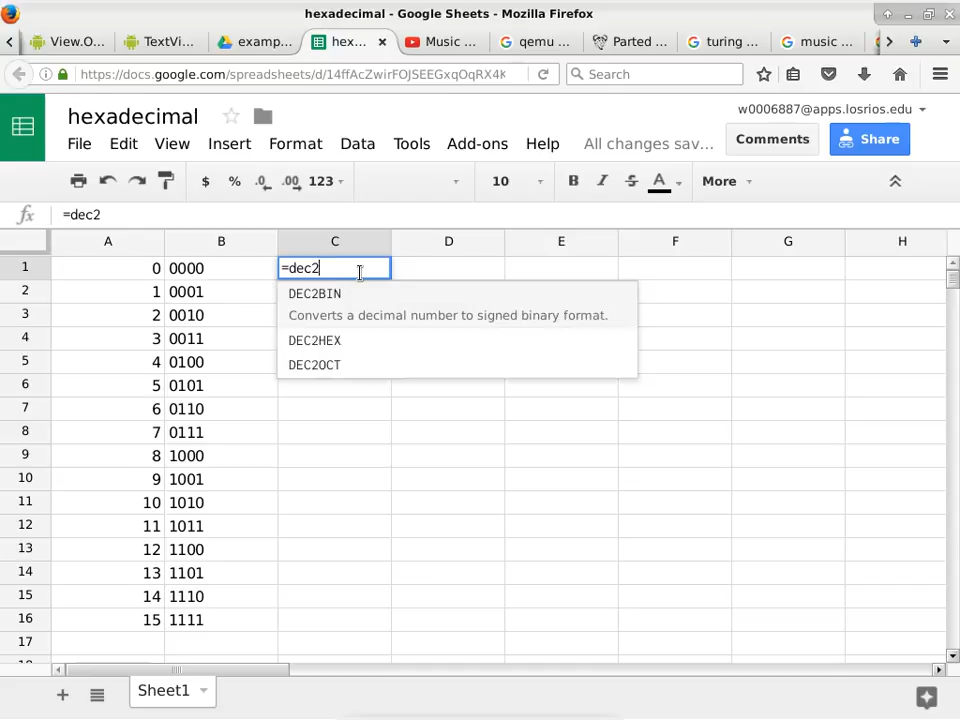 hexadecimal - Google Sheets - Mozilla Firefox
View.O...
TextVi...
examp...
hex...
Music ...
qemu ...
Parted ...
turing ...
music ...
https://docs.google.com/spreadsheets/d/14ffAcZwirFOJSEEGxqOqRX4K
Search
hexadecimal
w0006887@apps.losrios.edu
File Edit View Insert Format Data Tools Add-ons Help All changes sav...
Comments
Share
$ % .0 .00 123
10
B I S A
More
fx =dec2
A B C D E F G H
1 0 0000 =dec2
2 1 0001
3 2 0010
4 3 0011
5 4 0100
6 5 0101
7 6 0110
8 7 0111
9 8 1000
10 9 1001
11 10 1010
12 11 1011
13 12 1100
14 13 1101
15 14 1110
16 15 1111
17
DEC2BIN
Converts a decimal number to signed binary format.
DEC2HEX
DEC2OCT
Sheet1